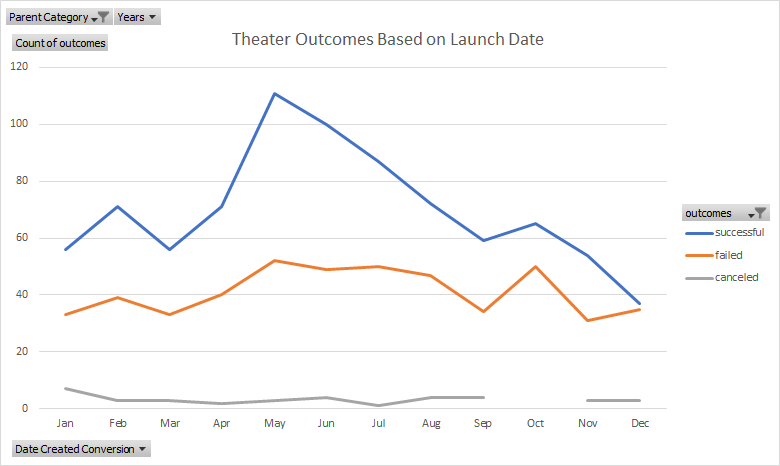 Parent Category Years
Count of outcomes
Theater Outcomes Based on Launch Date
120
100
80
60
40
20
0
Jan Feb Mar Apr May Jun Jul Aug Sep Oct Nov Dec
outcomes
successful
failed
canceled
Date Created Conversion